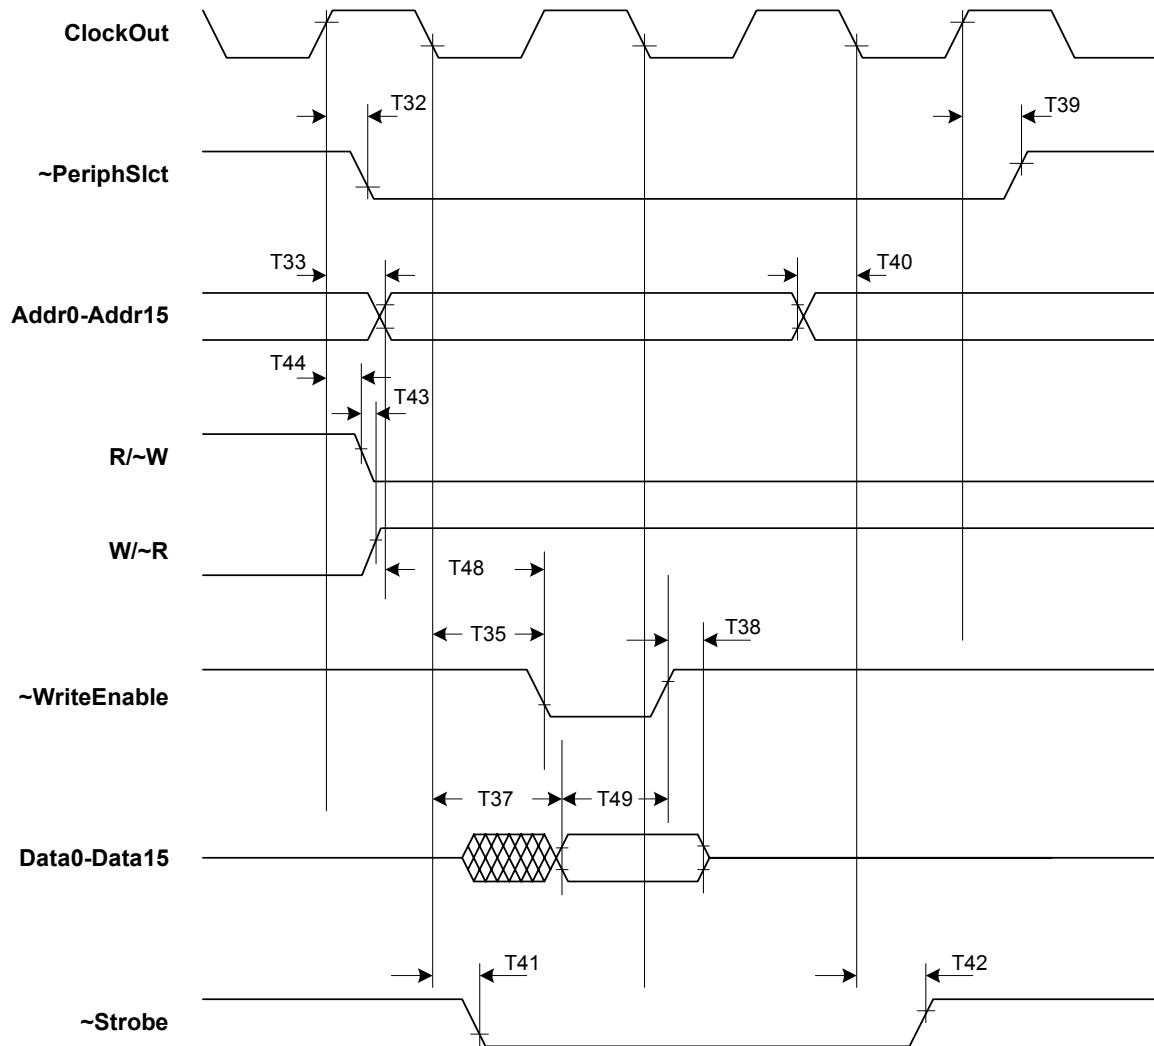 ClockOut
T32
T39
~PeriphSlct
T33
T40
Addr0-Addr15
T44
T43
R/~W
W/~R
T48
T35
T38
~WriteEnable
T37
T49
Data0-Data15
T41
T42
~Strobe